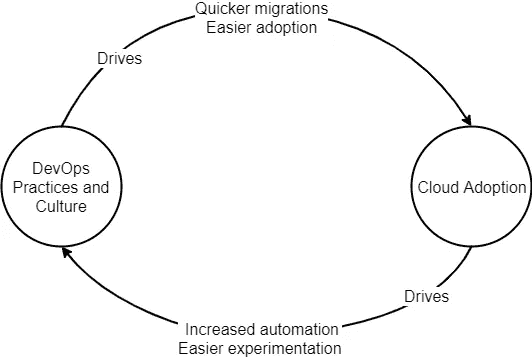 Quicker migrations
Easier adoption
Drives
DevOps
Practices and
Culture
Cloud Adoption
Drives
Increased automation
Easier experimentation